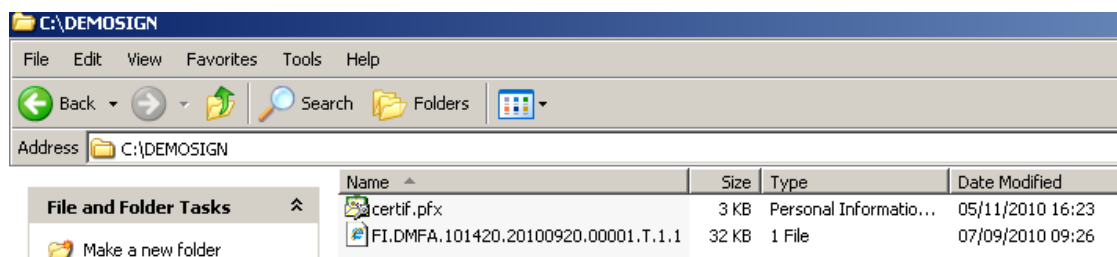 C:\DEMOSIGN
File Edit View Favorites Tools Help
Back Search Folders
Address C:\DEMOSIGN
Name Size Type Date Modified
File and Folder Tasks
certif.pfx 3 KB Personal Informatio... 05/11/2010 16:23
FI.DMFA.101420.20100920.00001.T.1.1 32 KB 1 File 07/09/2010 09:26
Make a new folder